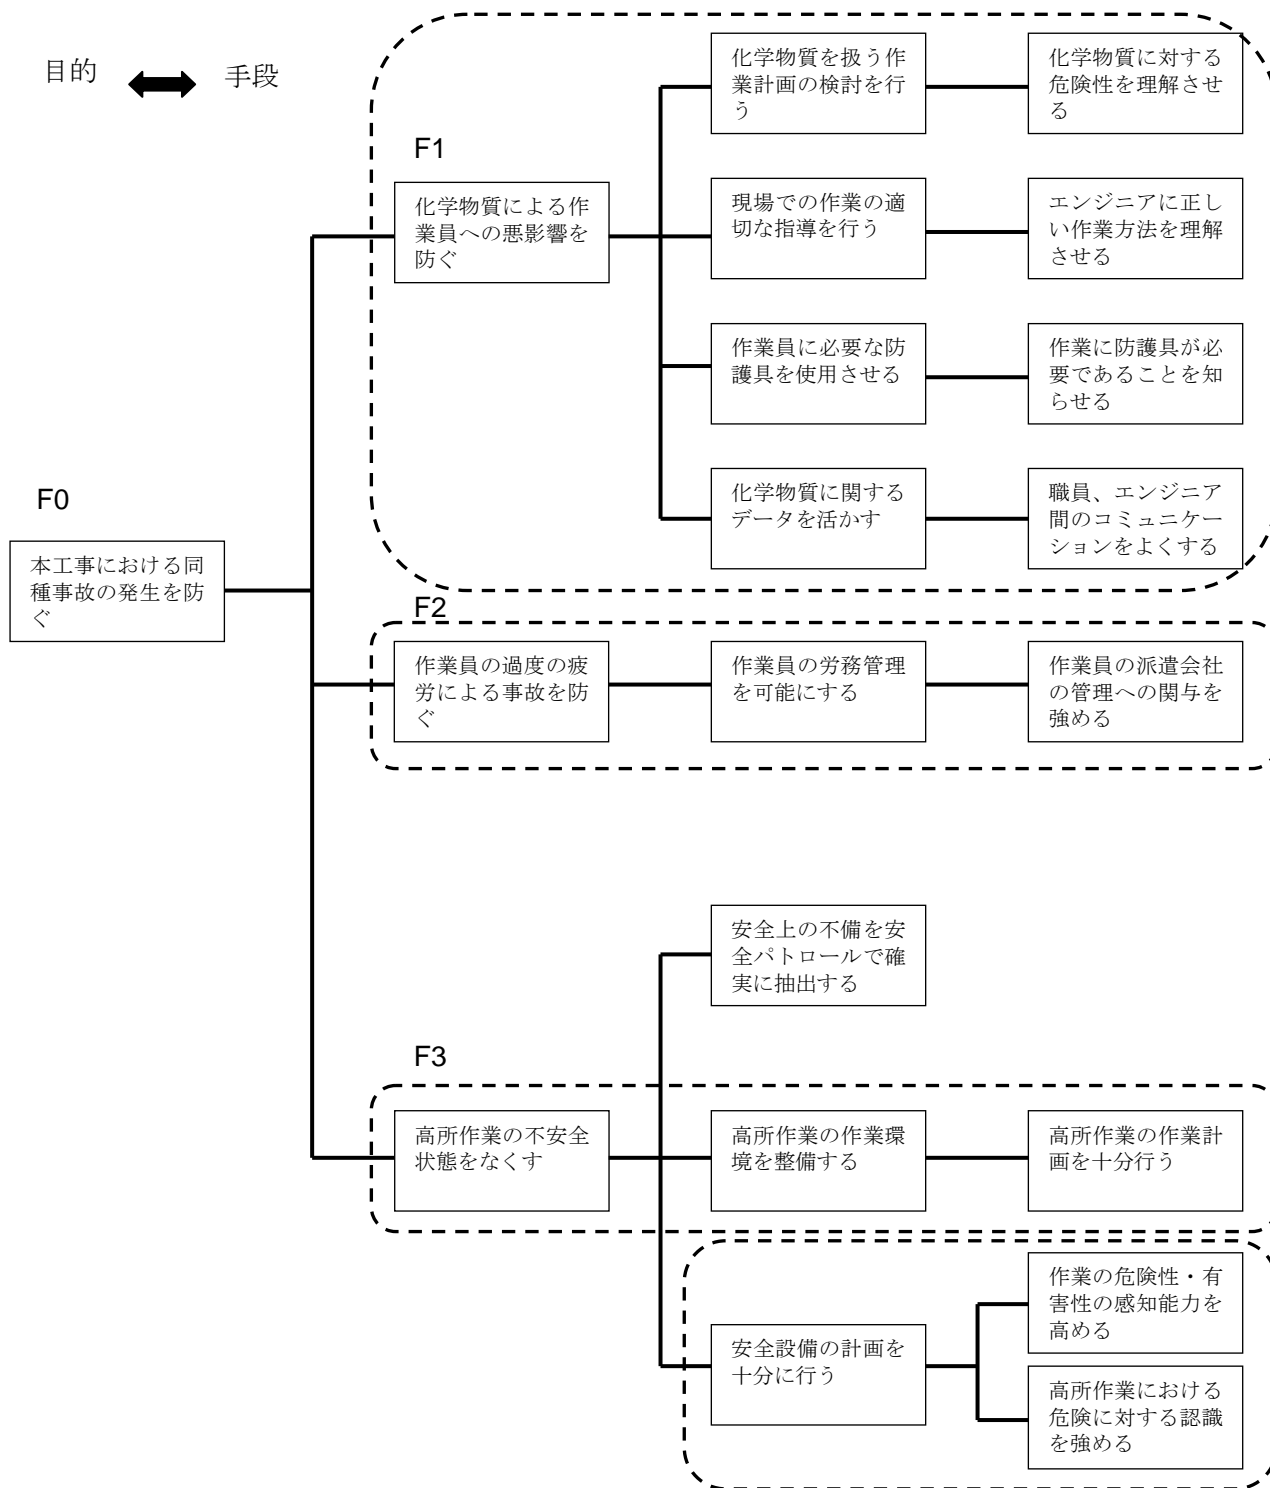 目的
手段
化学物質を扱う作
業計画の検討を行
う
化学物質に対する
危険性を理解させ
る
F1
化学物質による作
業員への悪影響を
防ぐ
現場での作業の適
切な指導を行う
エンジニアに正し
い作業方法を理解
させる
作業員に必要な防
護具を使用させる
作業に防護具が必
要であることを知
らせる
化学物質に関する
データを活かす
職員、エンジニア
間のコミュニケー
ションをよくする
F0
本工事における同
種事故の発生を防
ぐ
F2
作業員の過度の疲
労による事故を防
ぐ
作業員の労務管理
を可能にする
作業員の派遣会社
の管理への関与を
強める
安全上の不備を安
全パトロールで確
実に抽出する
F3
高所作業の不安全
状態をなくす
高所作業の作業環
境を整備する
高所作業の作業計
画を十分行う
安全設備の計画を
十分に行う
作業の危険性・有
害性の感知能力を
高める
高所作業における
危険に対する認識
を強める